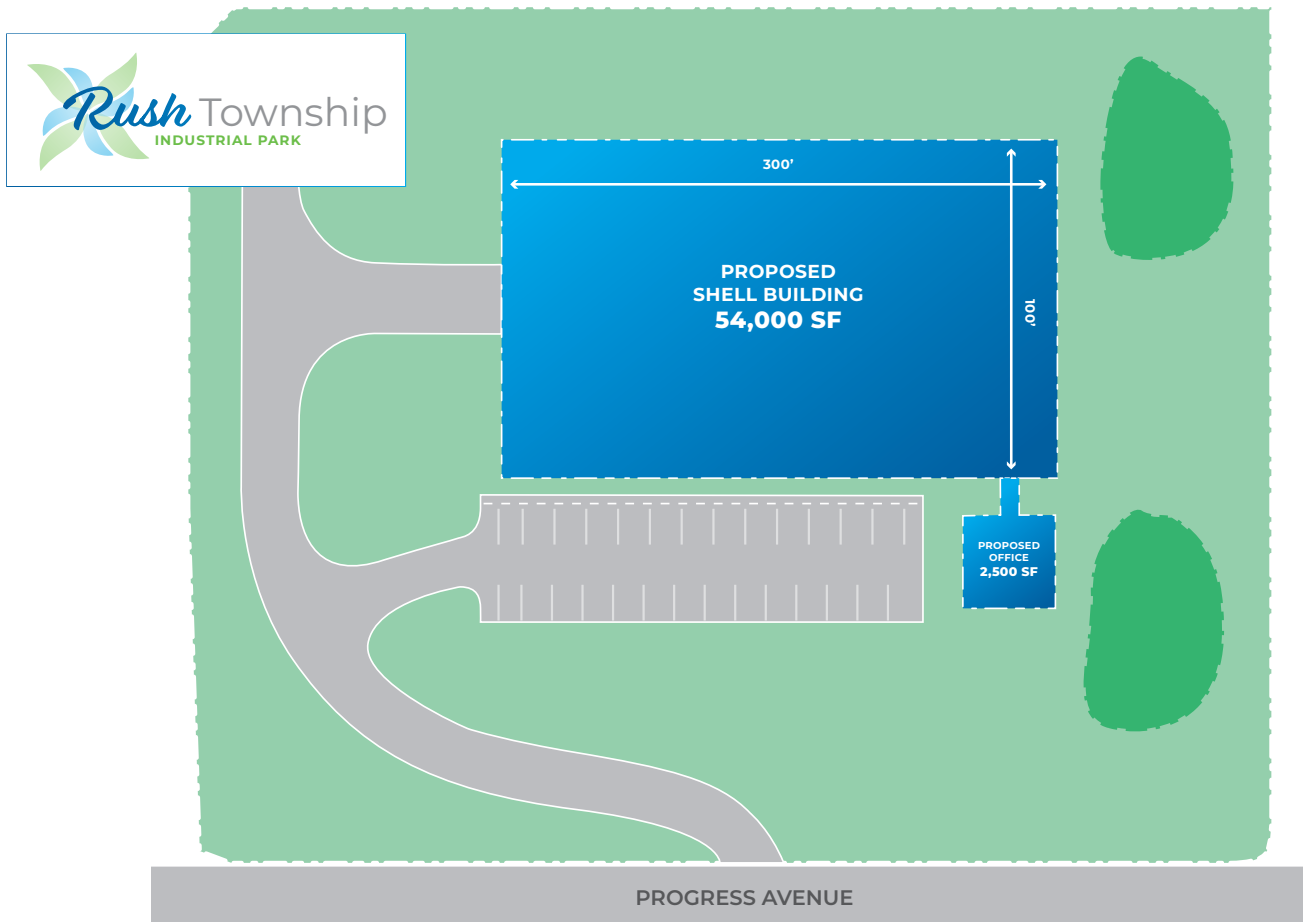 Rush Township
INDUSTRIAL PARK
300’
PROPOSED
SHELL BUILDING
54,000 SF
100’
PROPOSED
OFFICE
2,500 SF
PROGRESS AVENUE